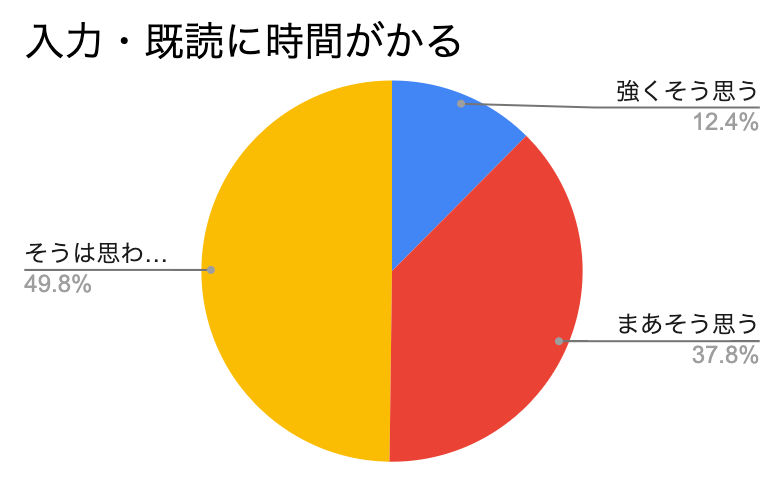 入力・既読に時間がかる
強くそう思う
12.4%
そうは思わ…
49.8%
まあそう思う
37.8%